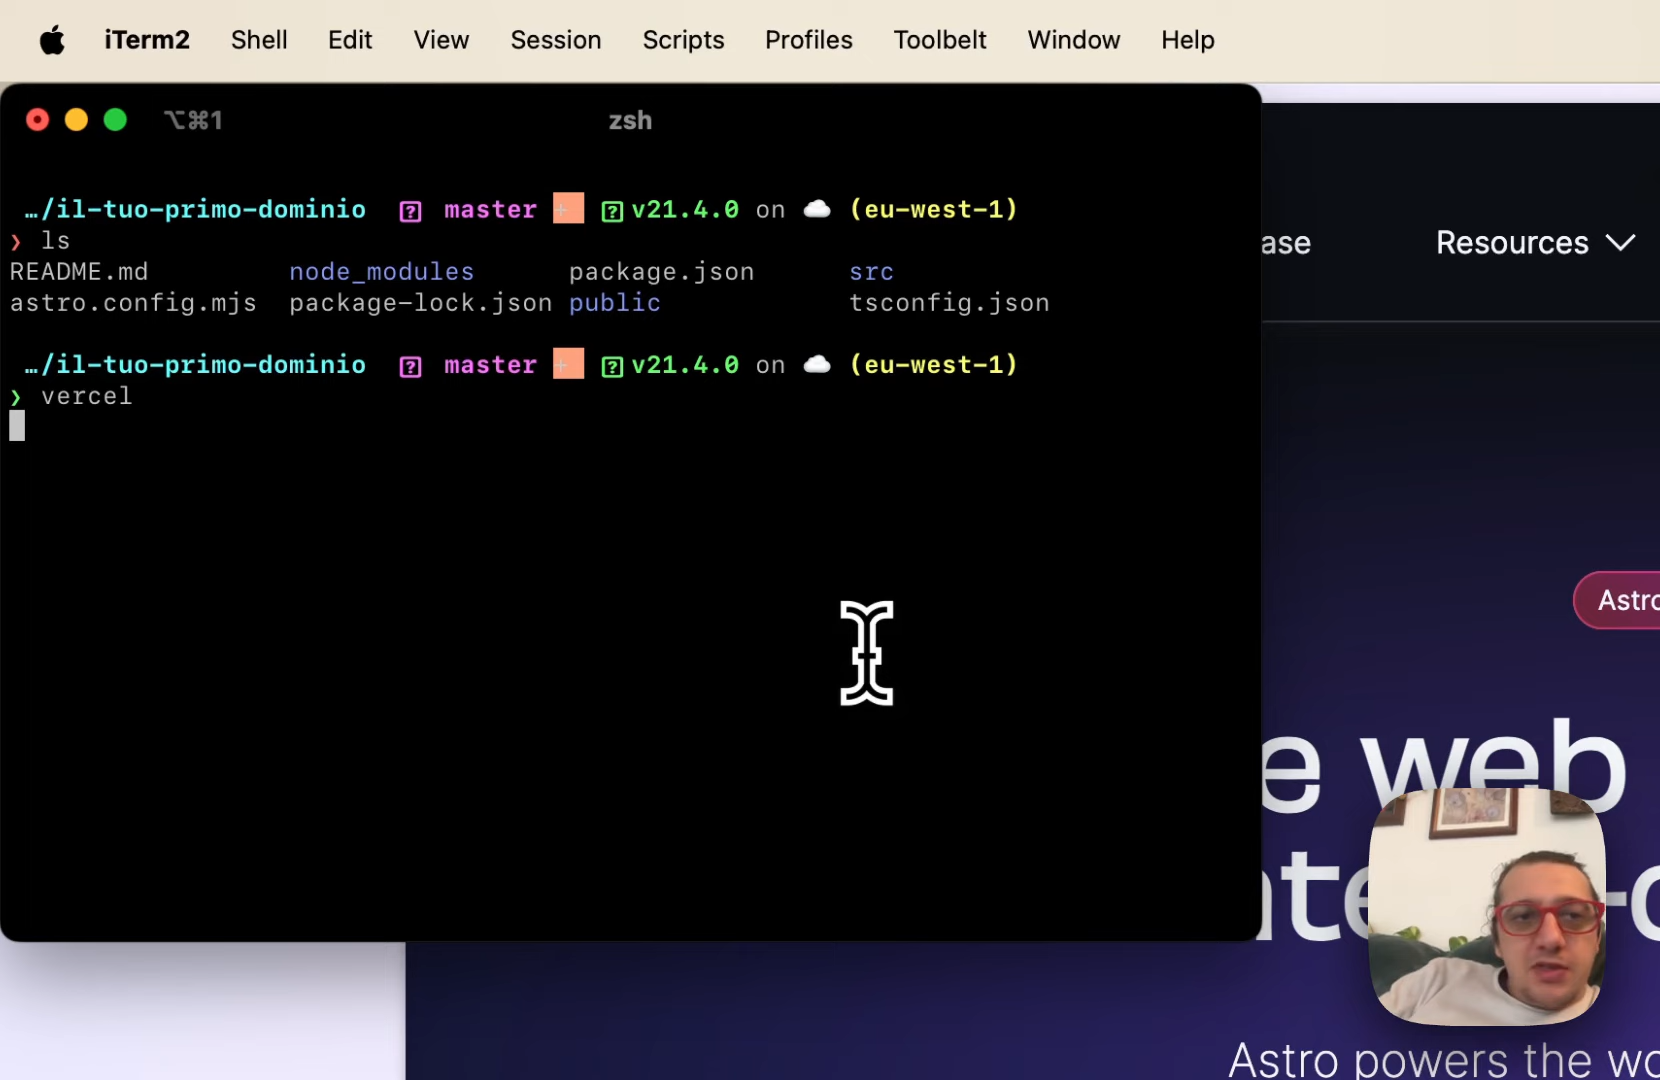 iTerm2 Shell Edit View Session Scripts Profiles Toolbelt Window Help
⌥⌘1 zsh
…/il-tuo-primo-dominio master + v21.4.0 on (eu-west-1)
❯ ls
README.md node_modules package.json src
astro.config.mjs package-lock.json public tsconfig.json
…/il-tuo-primo-dominio master + v21.4.0 on (eu-west-1)
❯ vercel
ase Resources
Astro
e web
nte
Astro powers the wo